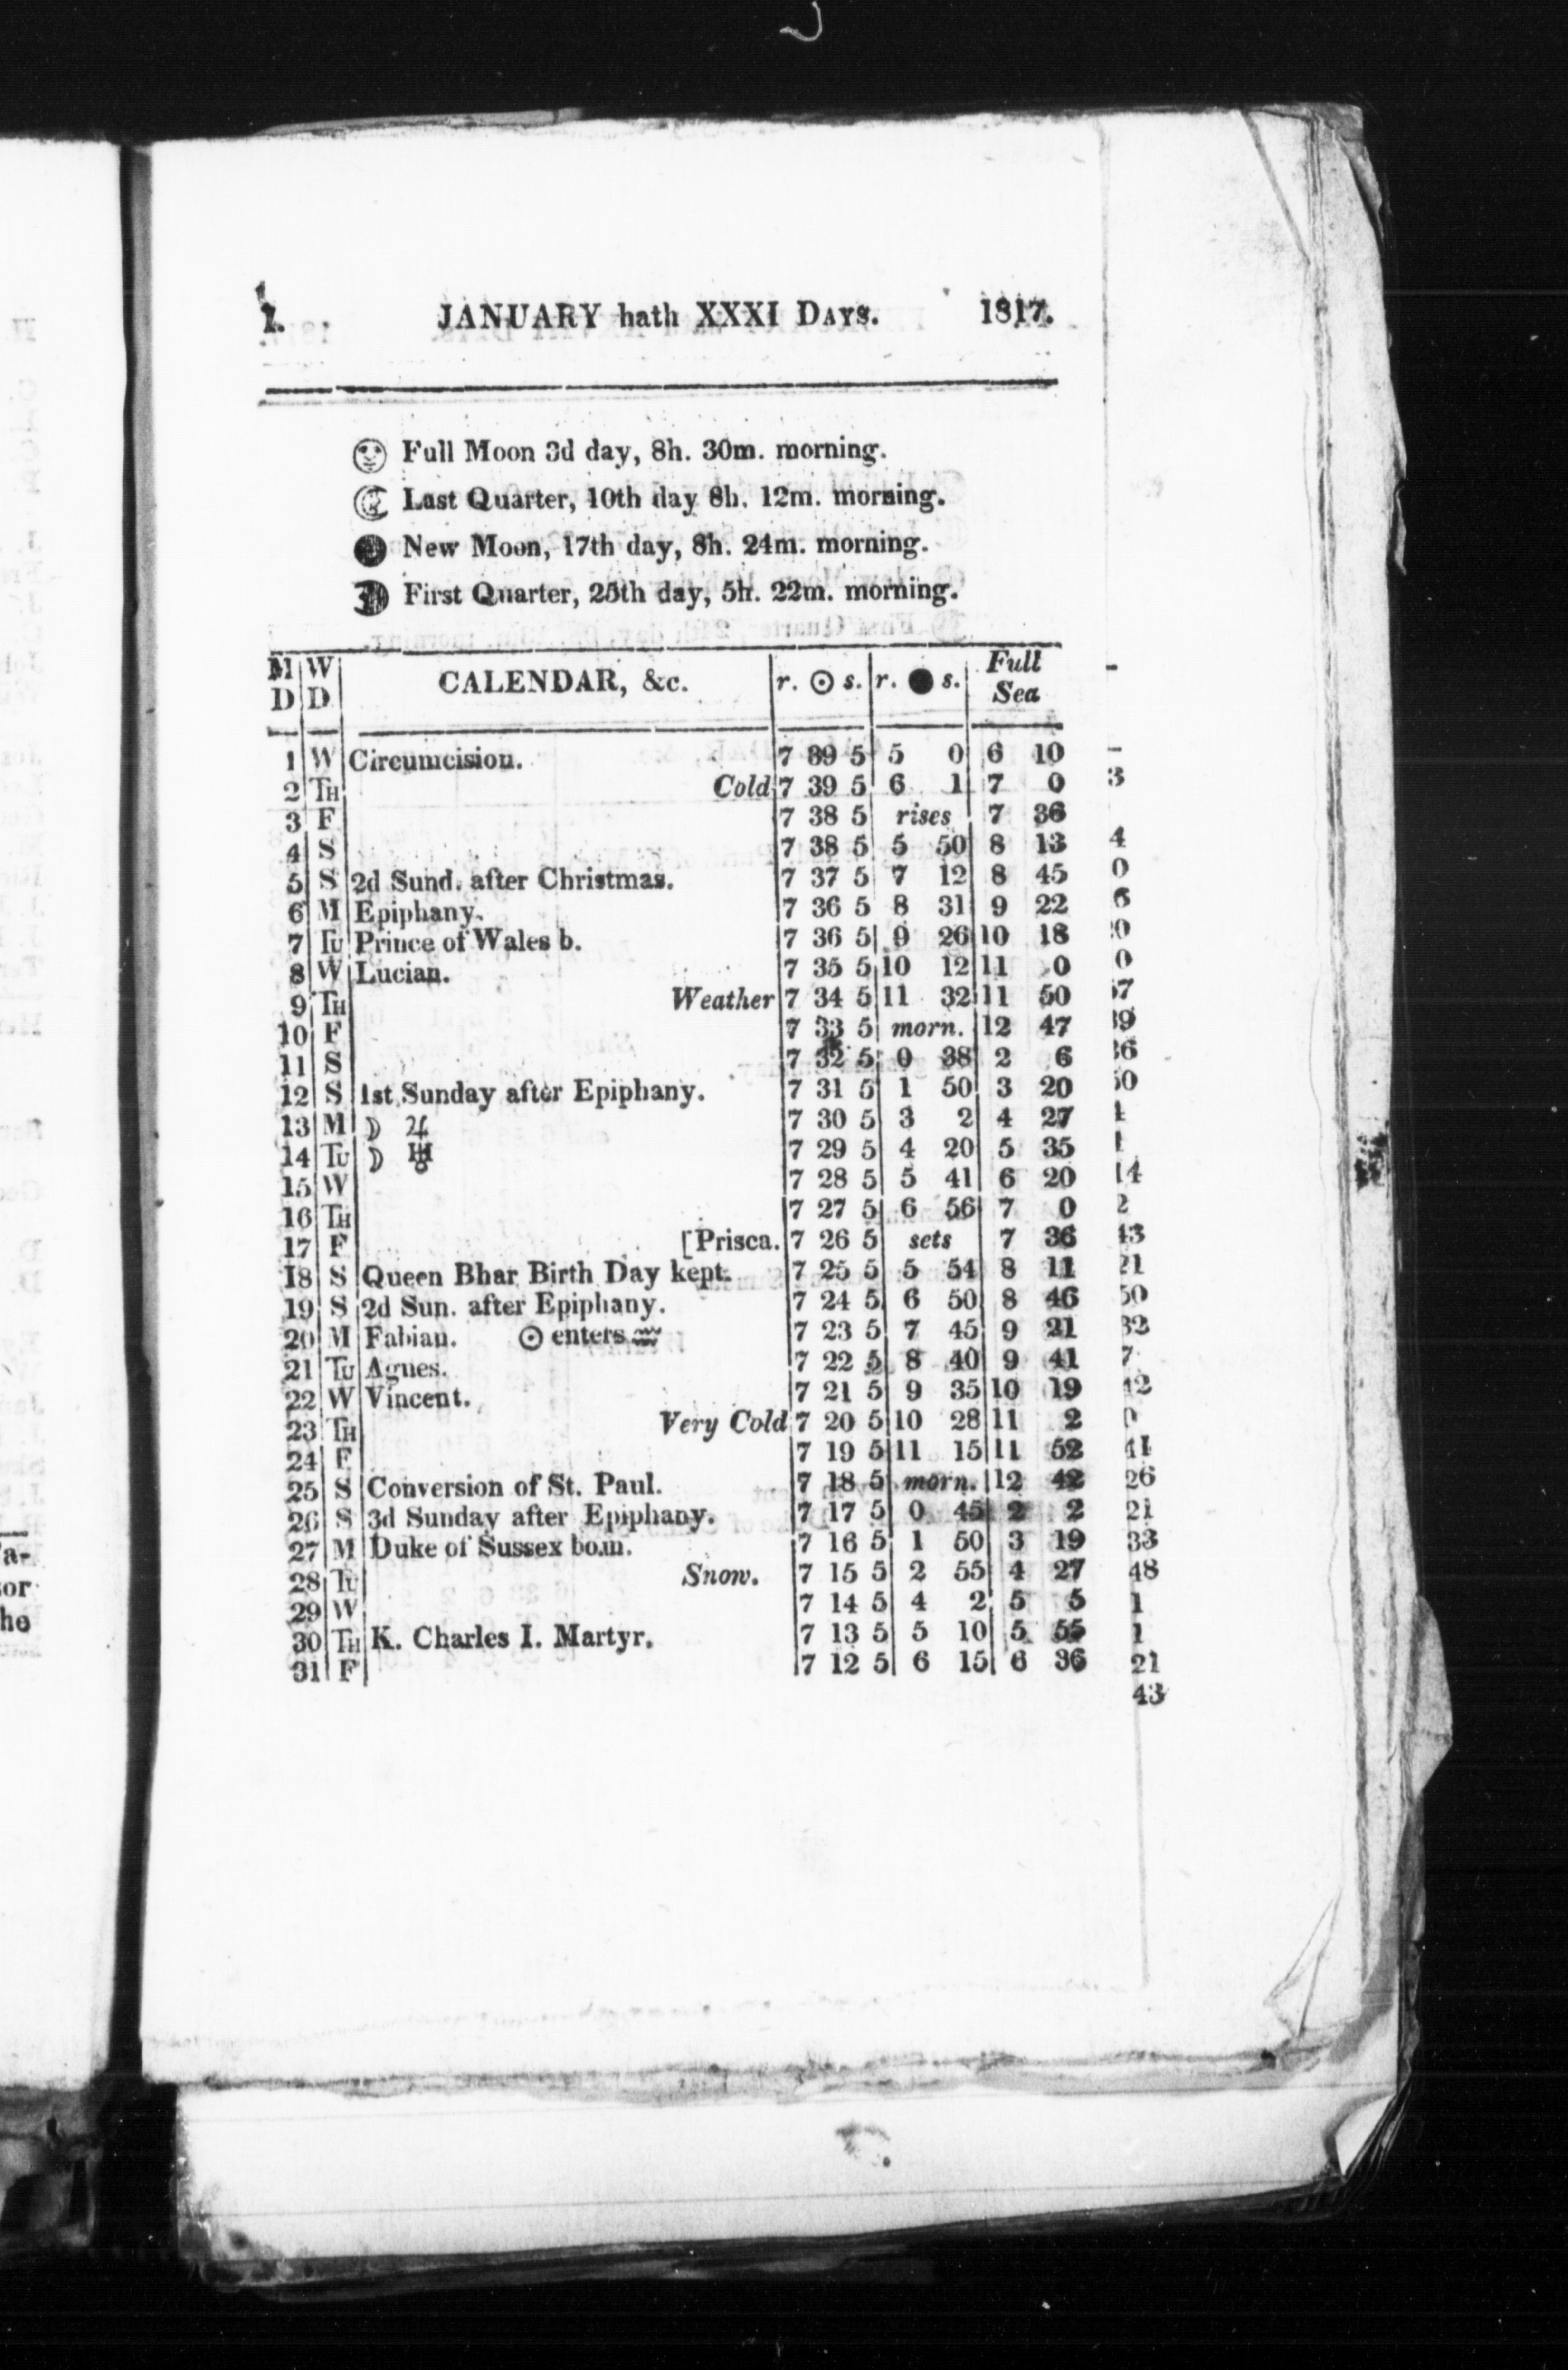 1. JANUARY hath XXXI DAYS. 1817.
Full Moon 3d day, 8h. 30m. morning.
Last Quarter, 10th day 8h. 12m. morning.
New Moon, 17th day, 8h. 24m. morning.
First Quarter, 25th day, 5h. 22m. morning.
M D W D CALENDAR, &c. r. ☉ s. r. ● s. Full Sea
1 W Circumcision. 7 39 5 5 0 6 10
2 TH Cold 7 39 5 6 1 7 0
3 F 7 38 5 rises 7 36
4 S 7 38 5 5 50 8 13
5 S 2d Sund. after Christmas. 7 37 5 7 12 8 45
6 M Epiphany. 7 36 5 8 31 9 22
7 TU Prince of Wales b. 7 36 5 9 26 10 18
8 W Lucian. 7 35 5 10 12 11 0
9 TH Weather 7 34 5 11 32 11 50
10 F 7 33 5 morn. 12 47
11 S 7 32 5 0 38 2 6
12 S 1st Sunday after Epiphany. 7 31 5 1 50 3 20
13 M ☽ ♃ 7 30 5 3 2 4 27
14 TU ☽ ♅ 7 29 5 4 20 5 35
15 W 7 28 5 5 41 6 20
16 TH 7 27 5 6 56 7 0
17 F [Prisca. 7 26 5 sets 7 36
18 S Queen Bhar Birth Day kept. 7 25 5 5 54 8 11
19 S 2d Sun. after Epiphany. 7 24 5 6 50 8 46
20 M Fabian. ☉ enters ♒ 7 23 5 7 45 9 21
21 TU Agnes. 7 22 5 8 40 9 41
22 W Vincent. 7 21 5 9 35 10 19
23 TH Very Cold 7 20 5 10 28 11 2
24 F 7 19 5 11 15 11 52
25 S Conversion of St. Paul. 7 18 5 morn. 12 42
26 S 3d Sunday after Epiphany. 7 17 5 0 45 2 2
27 M Duke of Sussex born. 7 16 5 1 50 3 19
28 TU Snow. 7 15 5 2 55 4 27
29 W 7 14 5 4 2 5 5
30 TH K. Charles I. Martyr. 7 13 5 5 10 5 55
31 F 7 12 5 6 15 6 36